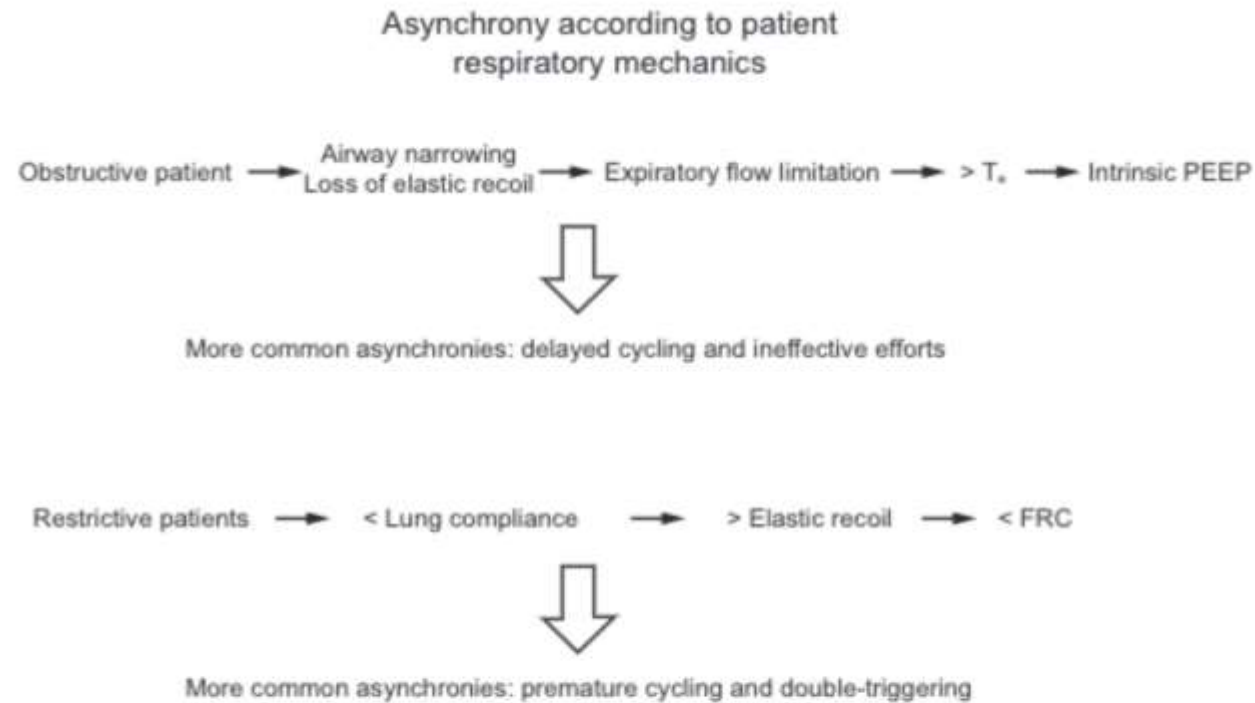 Asynchrony according to patient
respiratory mechanics
Obstructive patient → Airway narrowing Loss of elastic recoil → Expiratory flow limitation → > Tₑ → Intrinsic PEEP
More common asynchronies: delayed cycling and ineffective efforts
Restrictive patients → < Lung compliance → > Elastic recoil → < FRC
More common asynchronies: premature cycling and double-triggering